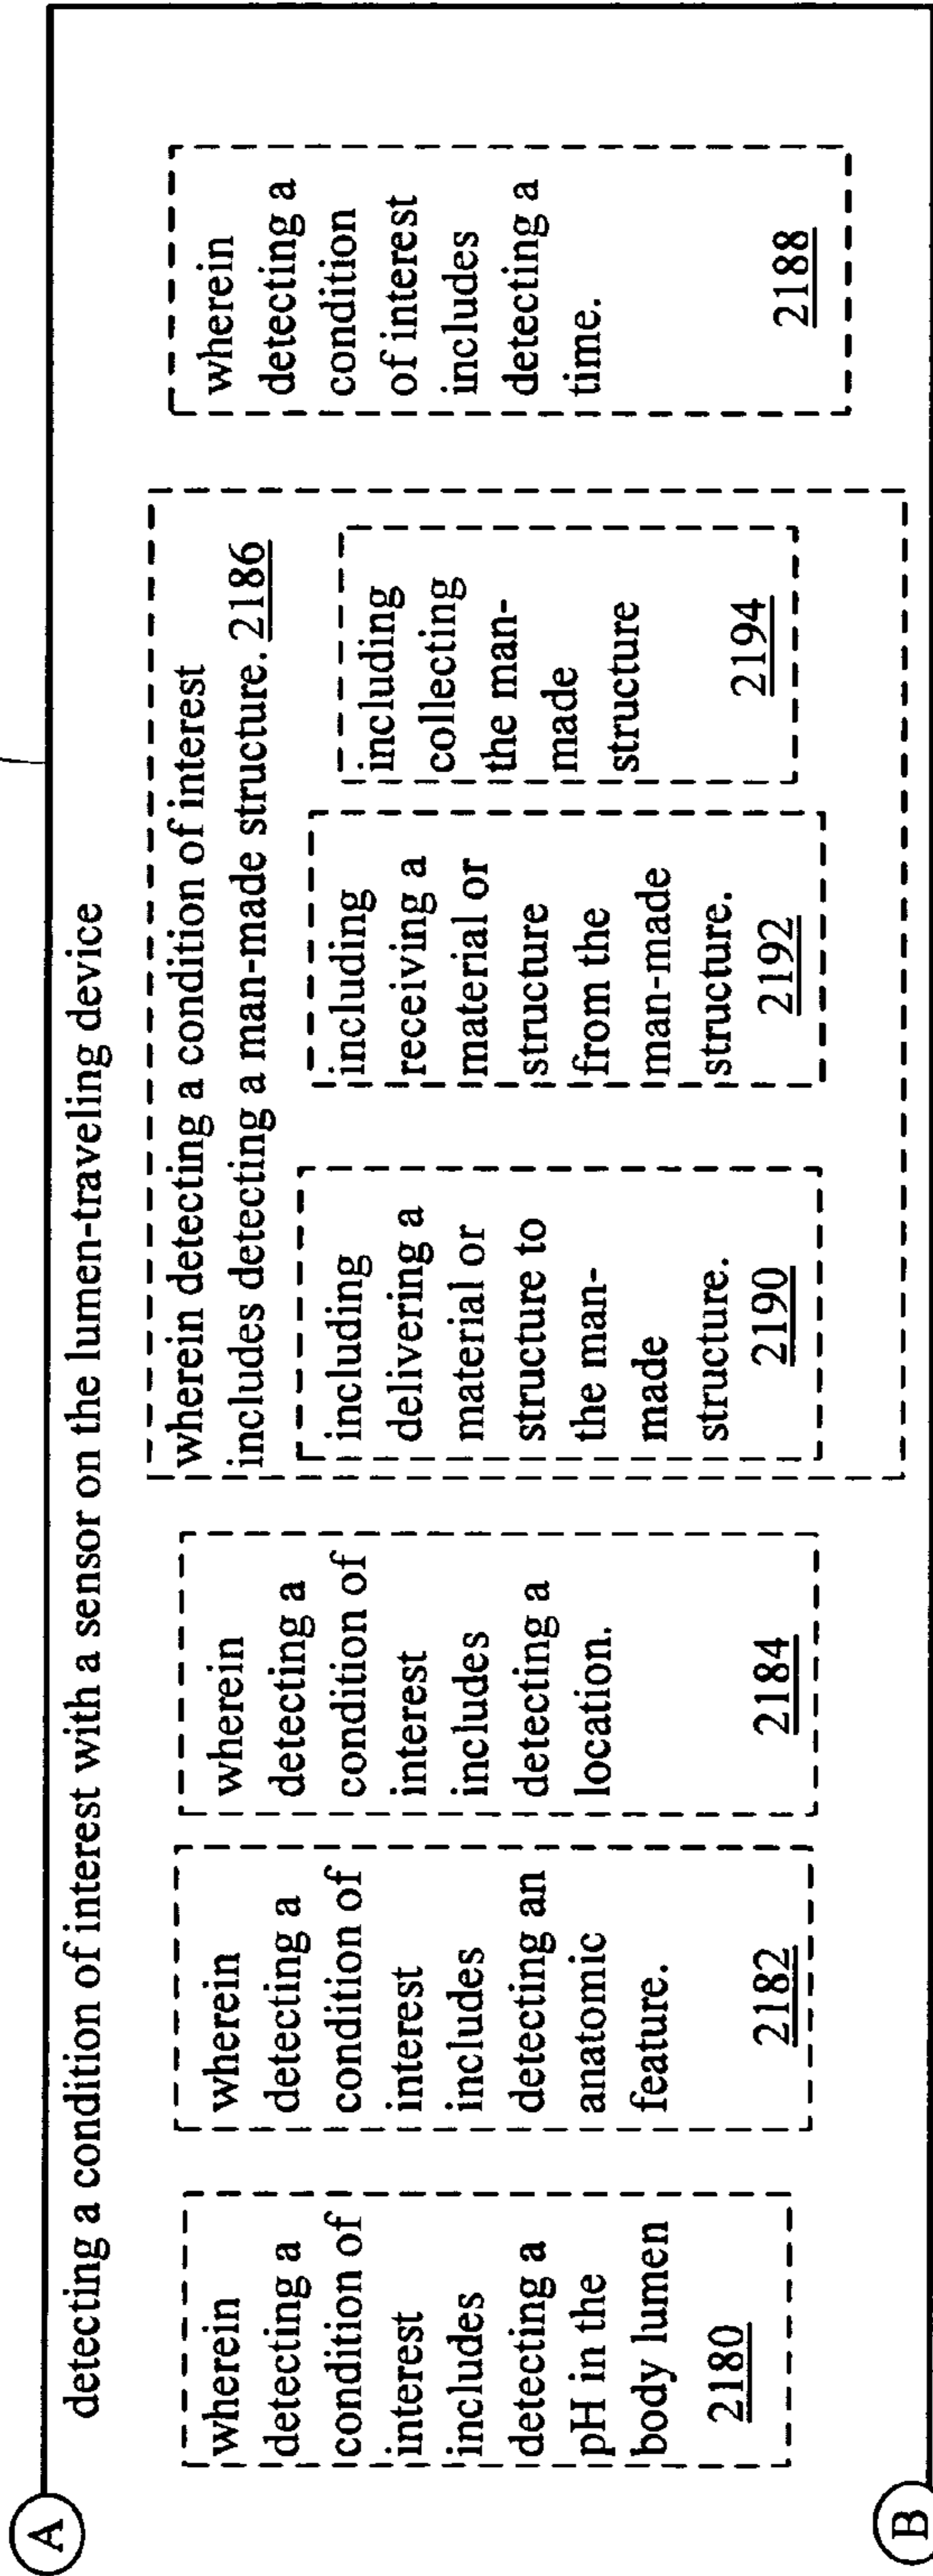 A
detecting a condition of interest with a sensor on the lumen-traveling device
wherein
detecting a
condition of
interest
includes
detecting a
pH in the
body lumen
2180
wherein
detecting a
condition of
interest
includes
detecting an
anatomic
feature.
2182
wherein
detecting a
condition of
interest
includes
detecting a
location.
2184
wherein detecting a condition of interest
includes detecting a man-made structure. 2186
including
delivering a
material or
structure to
the man-
made
structure.
2190
including
receiving a
material or
structure
from the
man-made
structure.
2192
including
collecting
the man-
made
structure
2194
wherein
detecting a
condition
of interest
includes
detecting a
time.
2188
B